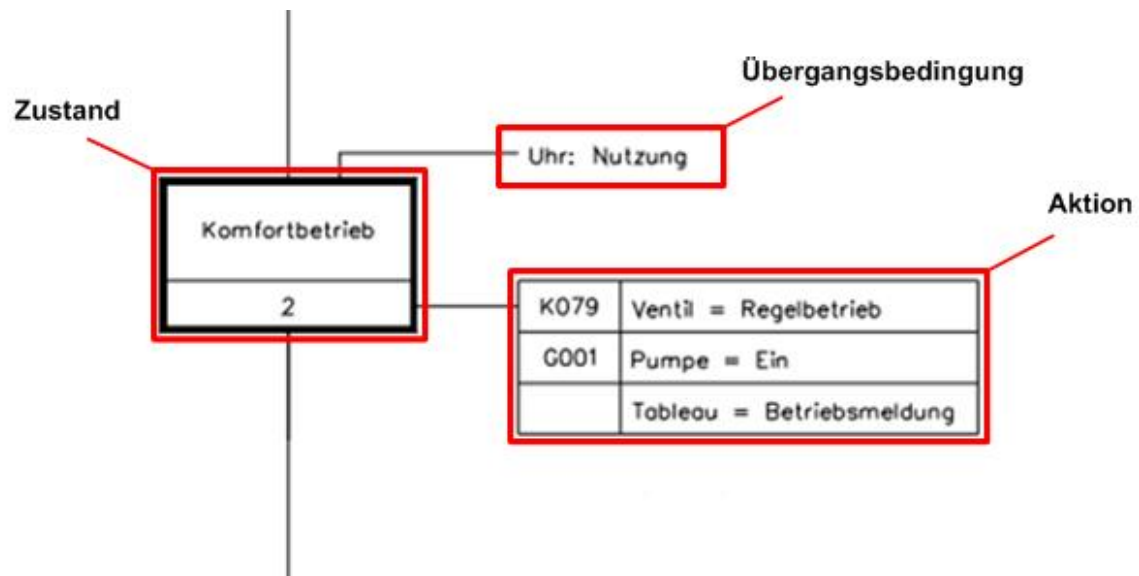 Übergangsbedingung
Zustand
Uhr: Nutzung
Aktion
Komfortbetrieb
2
K079 Ventil = Regelbetrieb
G001 Pumpe = Ein
Tableau = Betriebsmeldung